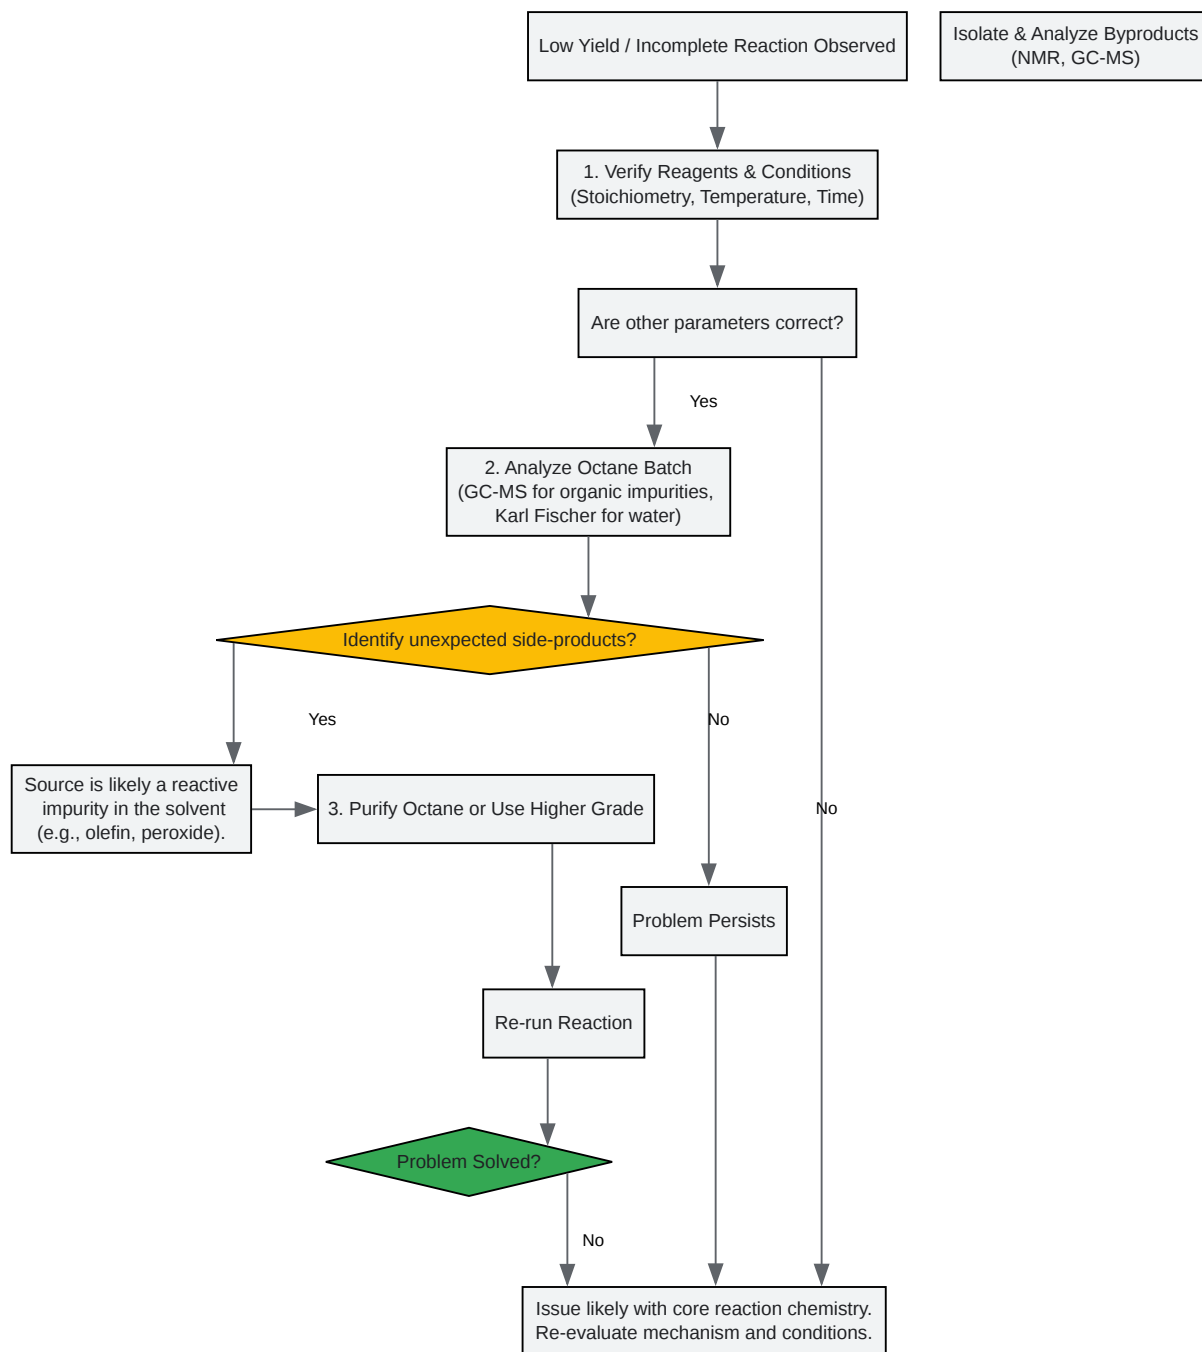 Low Yield / Incomplete Reaction Observed
Isolate & Analyze Byproducts
(NMR, GC-MS)
1. Verify Reagents & Conditions
(Stoichiometry, Temperature, Time)
Are other parameters correct?
Yes
2. Analyze Octane Batch
(GC-MS for organic impurities,
Karl Fischer for water)
Identify unexpected side-products?
Yes
No
Source is likely a reactive
impurity in the solvent
(e.g., olefin, peroxide).
3. Purify Octane or Use Higher Grade
No
Problem Persists
Re-run Reaction
Problem Solved?
No
Issue likely with core reaction chemistry.
Re-evaluate mechanism and conditions.